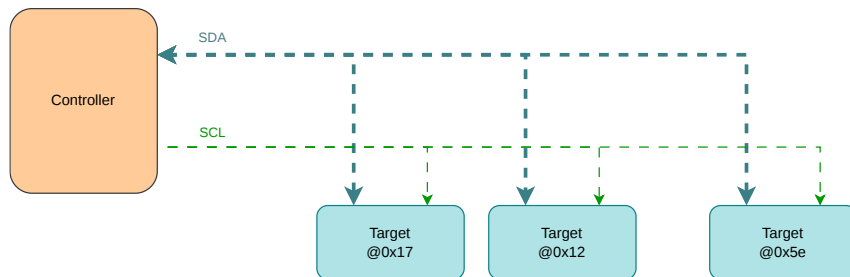 SDA
Controller
SCL
Target
@0x17
Target
@0x12
Target
@0x5e